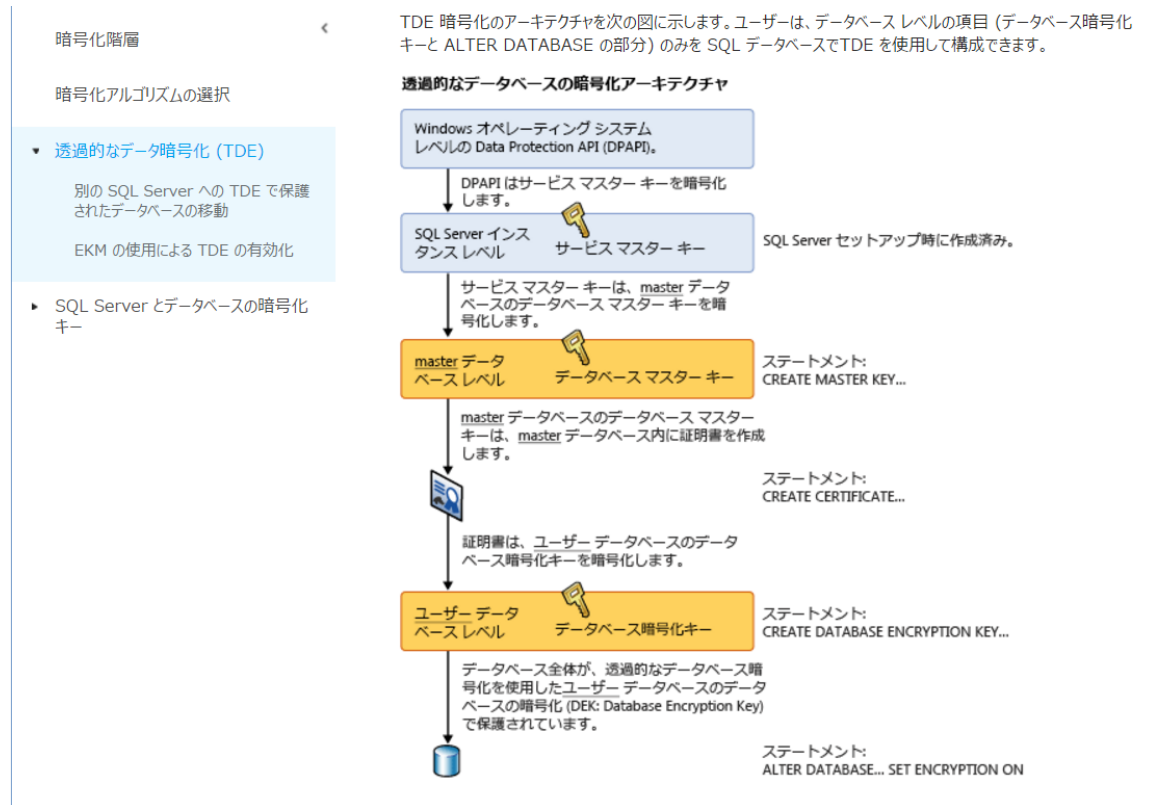 暗号化階層
暗号化アルゴリズムの選択
透過的なデータ暗号化 (TDE)
別の SQL Server への TDE で保護
されたデータベースの移動
EKM の使用による TDE の有効化
SQL Server とデータベースの暗号化
キー
TDE 暗号化のアーキテクチャを次の図に示します。ユーザーは、データベース レベルの項目 (データベース暗号化
キーと ALTER DATABASE の部分) のみを SQL データベースでTDE を使用して構成できます。
透過的なデータベースの暗号化アーキテクチャ
Windows オペレーティング システム
レベルの Data Protection API (DPAPI)。
DPAPI はサービス マスター キーを暗号化
します。
SQL Server インス
タンス レベル
サービス マスター キー
SQL Server セットアップ時に作成済み。
サービス マスター キーは、master データ
ベースのデータベース マスター キーを暗
号化します。
master データ
ベース レベル
データベース マスター キー
ステートメント:
CREATE MASTER KEY...
master データベースのデータベース マスター
キーは、master データベース内に証明書を作成
します。
ステートメント:
CREATE CERTIFICATE...
証明書は、ユーザー データベースのデータ
ベース暗号化キーを暗号化します。
ユーザー データ
ベース レベル
データベース暗号化キー
ステートメント:
CREATE DATABASE ENCRYPTION KEY...
データベース全体が、透過的なデータベース暗
号化を使用したユーザー データベースのデータ
ベースの暗号化 (DEK: Database Encryption Key)
で保護されています。
ステートメント:
ALTER DATABASE... SET ENCRYPTION ON